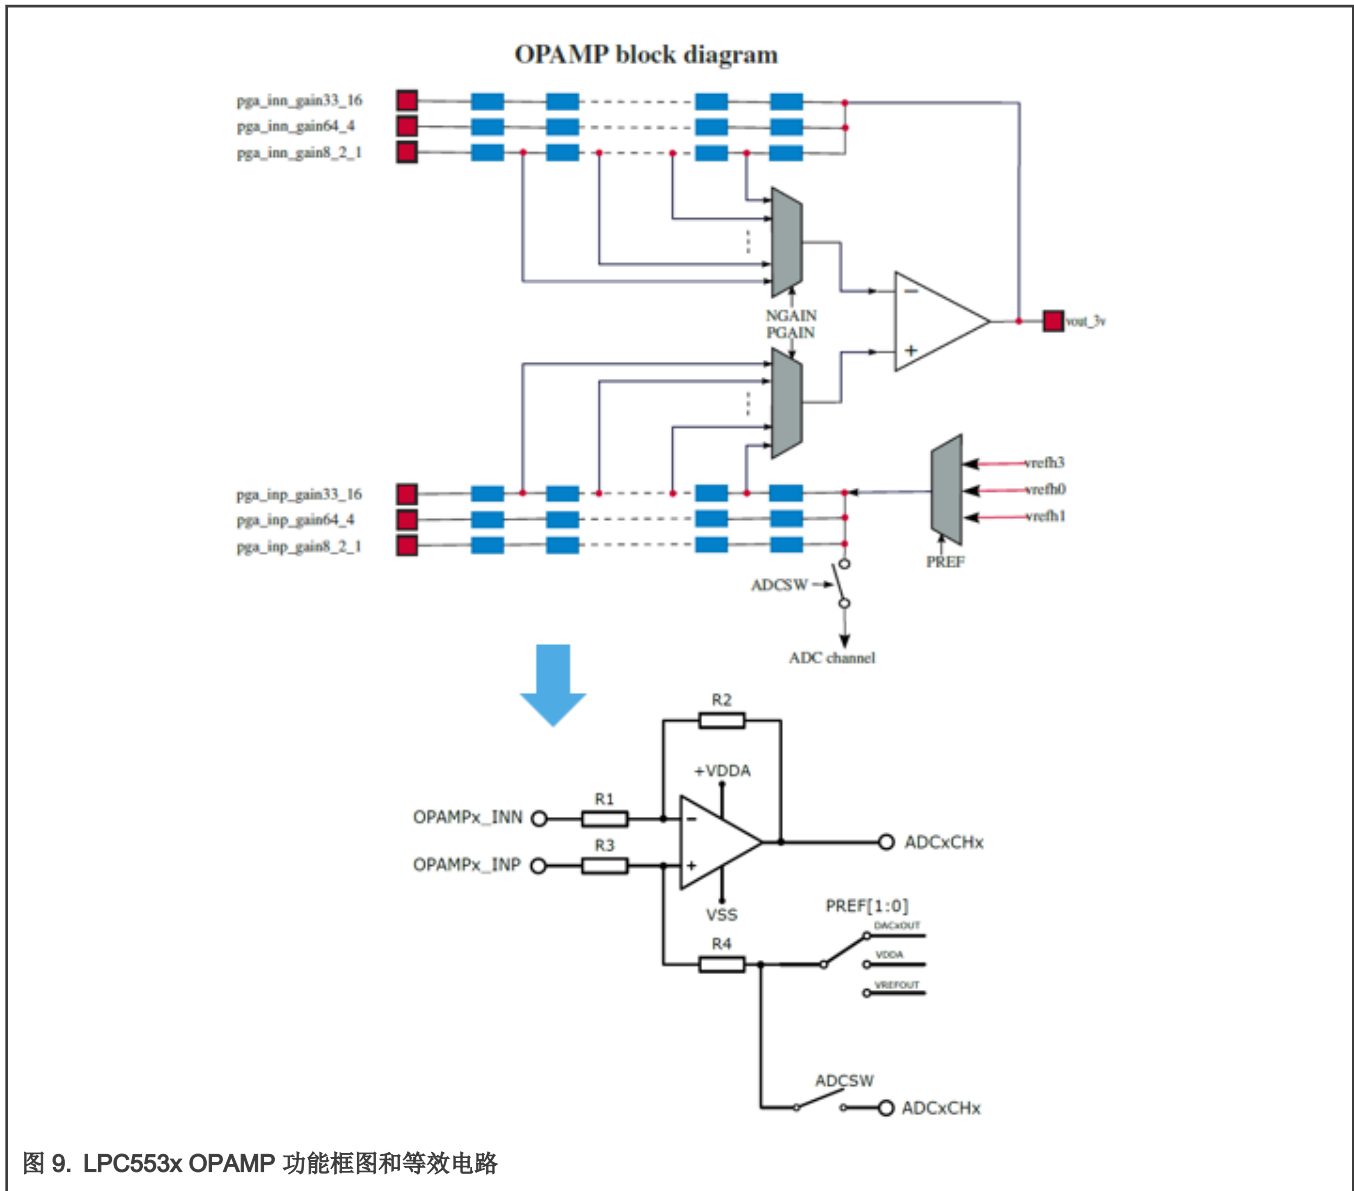 OPAMP block diagram
pga_inn_gain33_16
pga_inn_gain64_4
pga_inn_gain8_2_1
NGAIN
PGAIN
−
+
vout_3v
pga_inp_gain33_16
pga_inp_gain64_4
pga_inp_gain8_2_1
vrefh3
vrefh0
vrefh1
PREF
ADCSW
ADC channel
R2
+VDDA
R1
OPAMPx_INN
−
R3
OPAMPx_INP
+
ADCxCHx
VSS
PREF[1:0]
DACxOUT
R4
VDDA
VREFOUT
ADCSW
ADCxCHx
图 9. LPC553x OPAMP 功能框图和等效电路